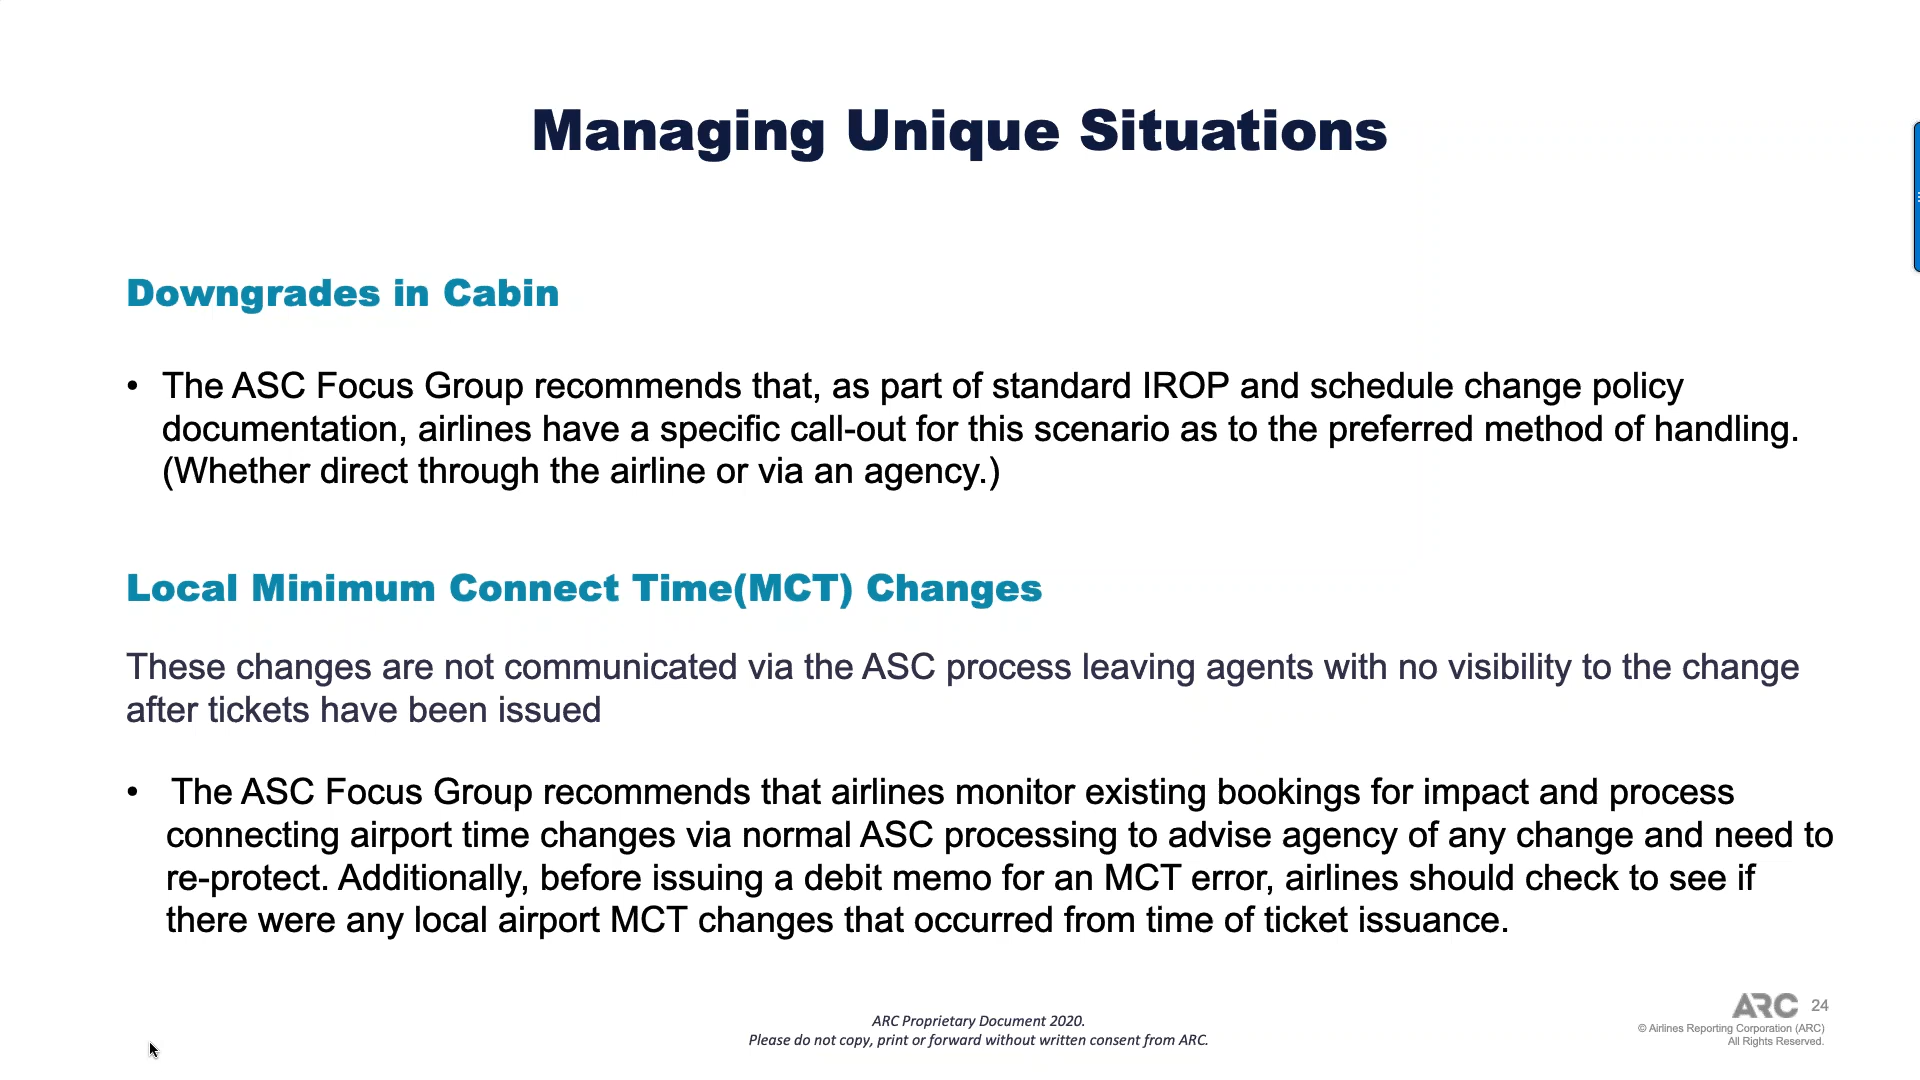 Managing Unique Situations
Downgrades in Cabin
• The ASC Focus Group recommends that, as part of standard IROP and schedule change policy
documentation, airlines have a specific call-out for this scenario as to the preferred method of handling.
(Whether direct through the airline or via an agency.)
Local Minimum Connect Time(MCT) Changes
These changes are not communicated via the ASC process leaving agents with no visibility to the change
after tickets have been issued
• The ASC Focus Group recommends that airlines monitor existing bookings for impact and process
connecting airport time changes via normal ASC processing to advise agency of any change and need to
re-protect. Additionally, before issuing a debit memo for an MCT error, airlines should check to see if
there were any local airport MCT changes that occurred from time of ticket issuance.
ARC Proprietary Document 2020.
Please do not copy, print or forward without written consent from ARC.
ARC 24
© Airlines Reporting Corporation (ARC)
All Rights Reserved.